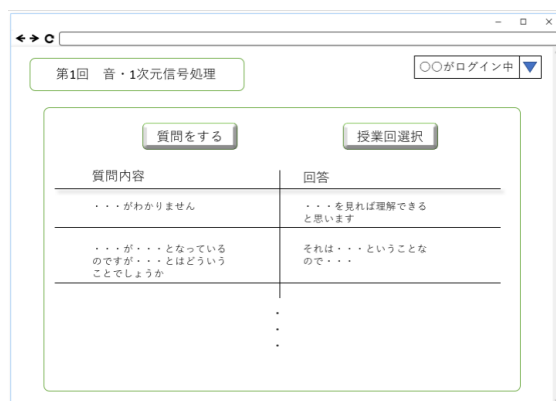 第1回 音・1次元信号処理
〇〇がログイン中
質問をする
授業回選択
質問内容
回答
・・・がわかりません
・・・を見れば理解できる
と思います
・・・が・・・となっている
のですが・・・とはどういう
ことでしょうか
それは・・・ということな
ので・・・
・
・
・